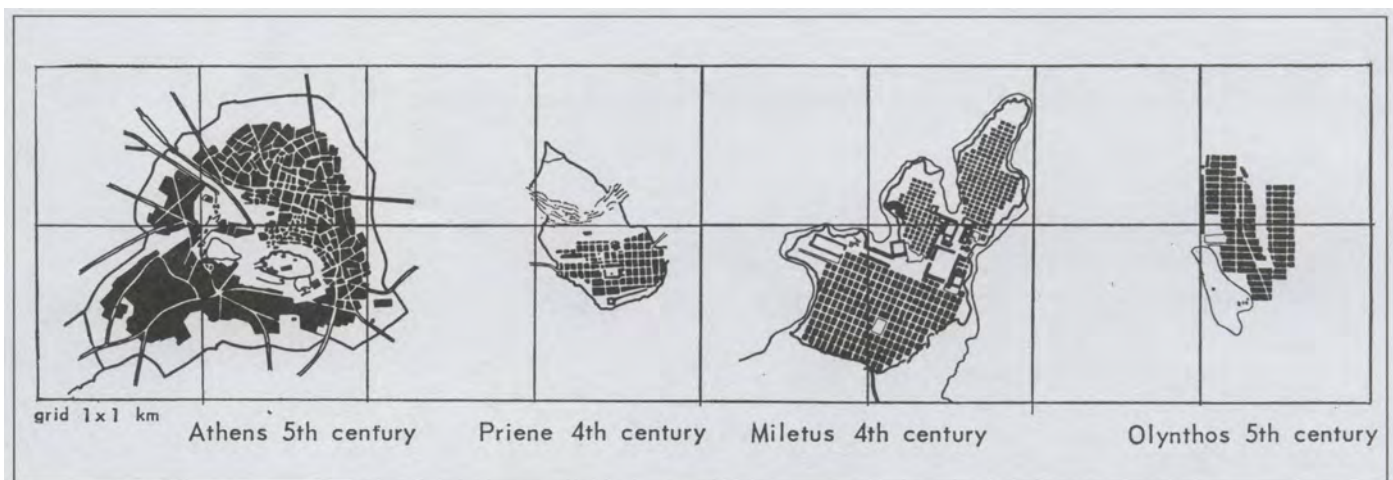 grid 1x1 km
Athens 5th century
Priene 4th century
Miletus 4th century
Olynthos 5th century